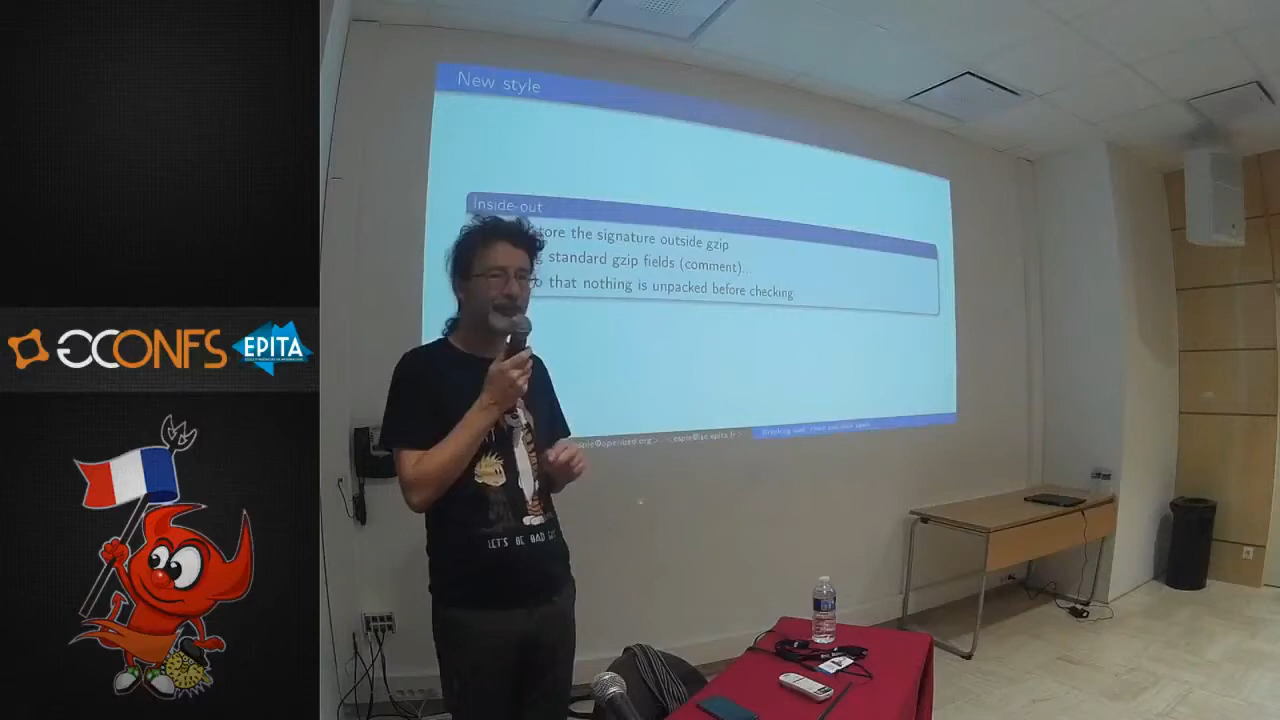 New style
Inside-out
store the signature outside gzip
standard gzip fields (comment)...
that nothing is unpacked before checking
GCONFS
EPITA
LET'S BE BAD